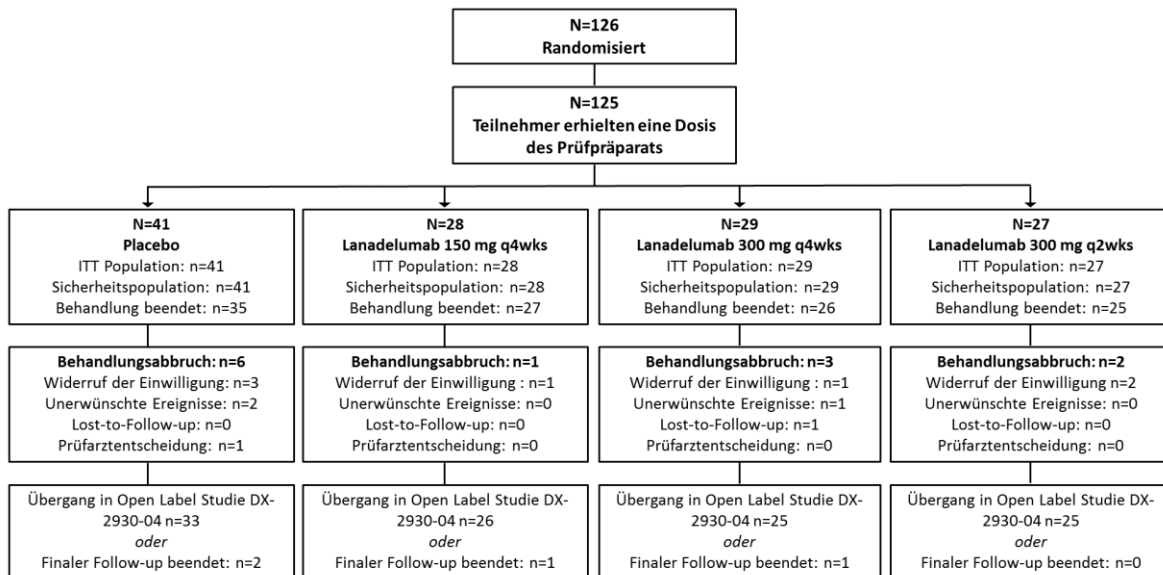 N=126
Randomisiert
N=125
Teilnehmer erhielten eine Dosis
des Prüfpräparats
N=41
Placebo
ITT Population: n=41
Sicherheitspopulation: n=41
Behandlung beendet: n=35
N=28
Lanadelumab 150 mg q4wks
ITT Population: n=28
Sicherheitspopulation: n=28
Behandlung beendet: n=27
N=29
Lanadelumab 300 mg q4wks
ITT Population: n=29
Sicherheitspopulation: n=29
Behandlung beendet: n=26
N=27
Lanadelumab 300 mg q2wks
ITT Population: n=27
Sicherheitspopulation: n=27
Behandlung beendet: n=25
Behandlungsabbruch: n=6
Widerruf der Einwilligung: n=3
Unerwünschte Ereignisse: n=2
Lost-to-Follow-up: n=0
Prüfarztentscheidung: n=1
Behandlungsabbruch: n=1
Widerruf der Einwilligung : n=1
Unerwünschte Ereignisse: n=0
Lost-to-Follow-up: n=0
Prüfarztentscheidung: n=0
Behandlungsabbruch: n=3
Widerruf der Einwilligung : n=1
Unerwünschte Ereignisse: n=1
Lost-to-Follow-up: n=1
Prüfarztentscheidung: n=0
Behandlungsabbruch: n=2
Widerruf der Einwilligung n=2
Unerwünschte Ereignisse: n=0
Lost-to-Follow-up: n=0
Prüfarztentscheidung: n=0
Übergang in Open Label Studie DX-
2930-04 n=33
oder
Finaler Follow-up beendet: n=2
Übergang in Open Label Studie DX-
2930-04 n=26
oder
Finaler Follow-up beendet: n=1
Übergang in Open Label Studie DX-
2930-04 n=25
oder
Finaler Follow-up beendet: n=1
Übergang in Open Label Studie DX-
2930-04 n=25
oder
Finaler Follow-up beendet: n=0